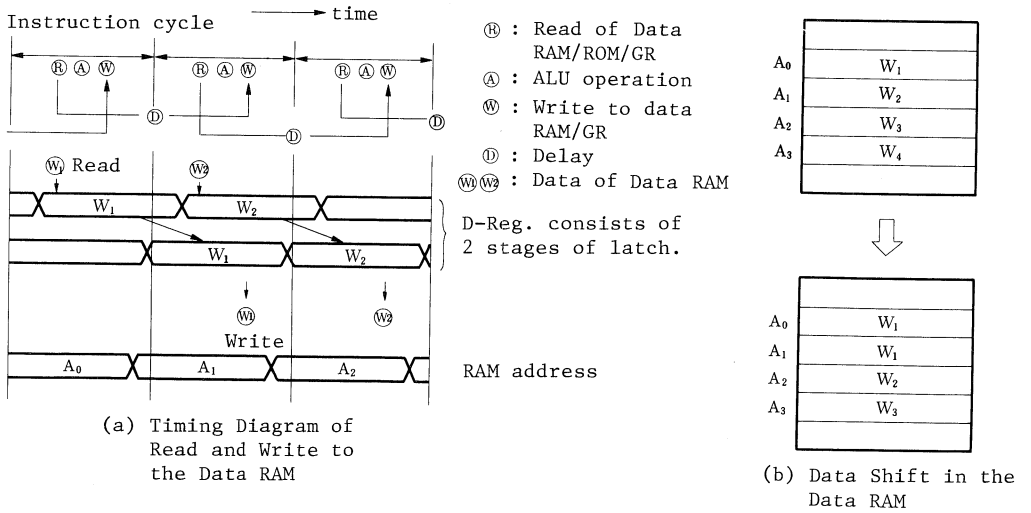 Instruction cycle
time
Ⓡ Ⓐ Ⓦ Ⓡ Ⓐ Ⓦ Ⓡ Ⓐ Ⓦ
Ⓓ Ⓓ Ⓓ
Ⓡ : Read of Data
RAM/ROM/GR
Ⓐ : ALU operation
Ⓦ : Write to data
RAM/GR
Ⓓ : Delay
W₁ W₂ : Data of Data RAM
W₁ Read W₂
W₁ W₂
W₁ W₂
D-Reg. consists of
2 stages of latch.
W₁ W₂
Write
A₀ A₁ A₂
RAM address
(a) Timing Diagram of
Read and Write to
the Data RAM
A₀ W₁
A₁ W₂
A₂ W₃
A₃ W₄
A₀ W₁
A₁ W₁
A₂ W₂
A₃ W₃
(b) Data Shift in the
Data RAM